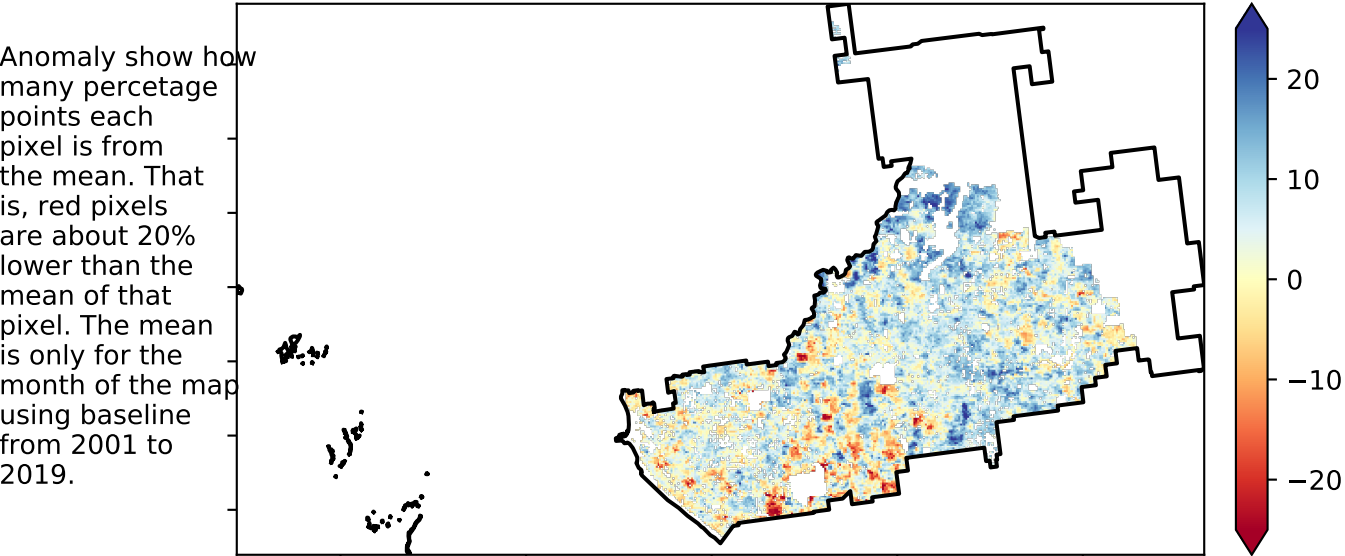 Anomaly show how
many percetage
points each
pixel is from
the mean. That
is, red pixels
are about 20%
lower than the
mean of that
pixel. The mean
is only for the
month of the map
using baseline
from 2001 to
2019.
20
10
0
−10
−20